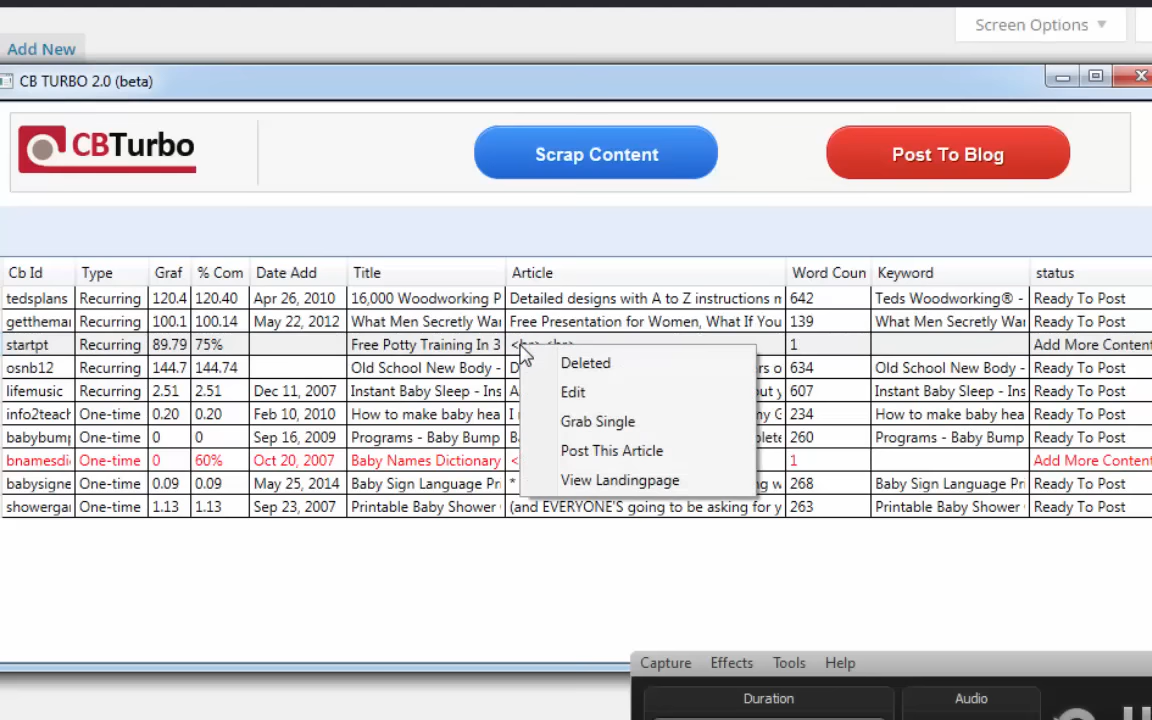 Screen Options
Add New
CB TURBO 2.0 (beta)
CBTurbo
Scrap Content
Post To Blog
Cb Id Type Graf % Com Date Add Title Article Word Coun Keyword status
tedsplans Recurring 120.4 120.40 Apr 26, 2010 16,000 Woodworking P Detailed designs with A to Z instructions 642 Teds Woodworking® - Ready To Post
getthemar Recurring 100.1 100.14 May 22, 2012 What Men Secretly Wa Free Presentation for Women, What If You 139 What Men Secretly Wa Ready To Post
startpt Recurring 89.79 75% Free Potty Training In 3 1 Add More Content
osnb12 Recurring 144.7 144.74 Old School New Body - 634 Old School New Body - Ready To Post
lifemusic Recurring 2.51 2.51 Dec 11, 2007 Instant Baby Sleep - Ins 607 Instant Baby Sleep - Ins Ready To Post
info2teach One-time 0.20 0.20 Feb 10, 2010 How to make baby hea 234 How to make baby hea Ready To Post
babybump One-time 0 0 Sep 16, 2009 Programs - Baby Bump 260 Programs - Baby Bump Ready To Post
bnamesdi One-time 0 60% Oct 20, 2007 Baby Names Dictionary 1 Add More Content
babysigne One-time 0.09 0.09 May 25, 2014 Baby Sign Language Pr * 268 Baby Sign Language Pr Ready To Post
showergar One-time 1.13 1.13 Sep 23, 2007 Printable Baby Shower (and EVERYONE'S going to be asking for y 263 Printable Baby Shower Ready To Post
Deleted
Edit
Grab Single
Post This Article
View Landingpage
Capture Effects Tools Help
Duration Audio